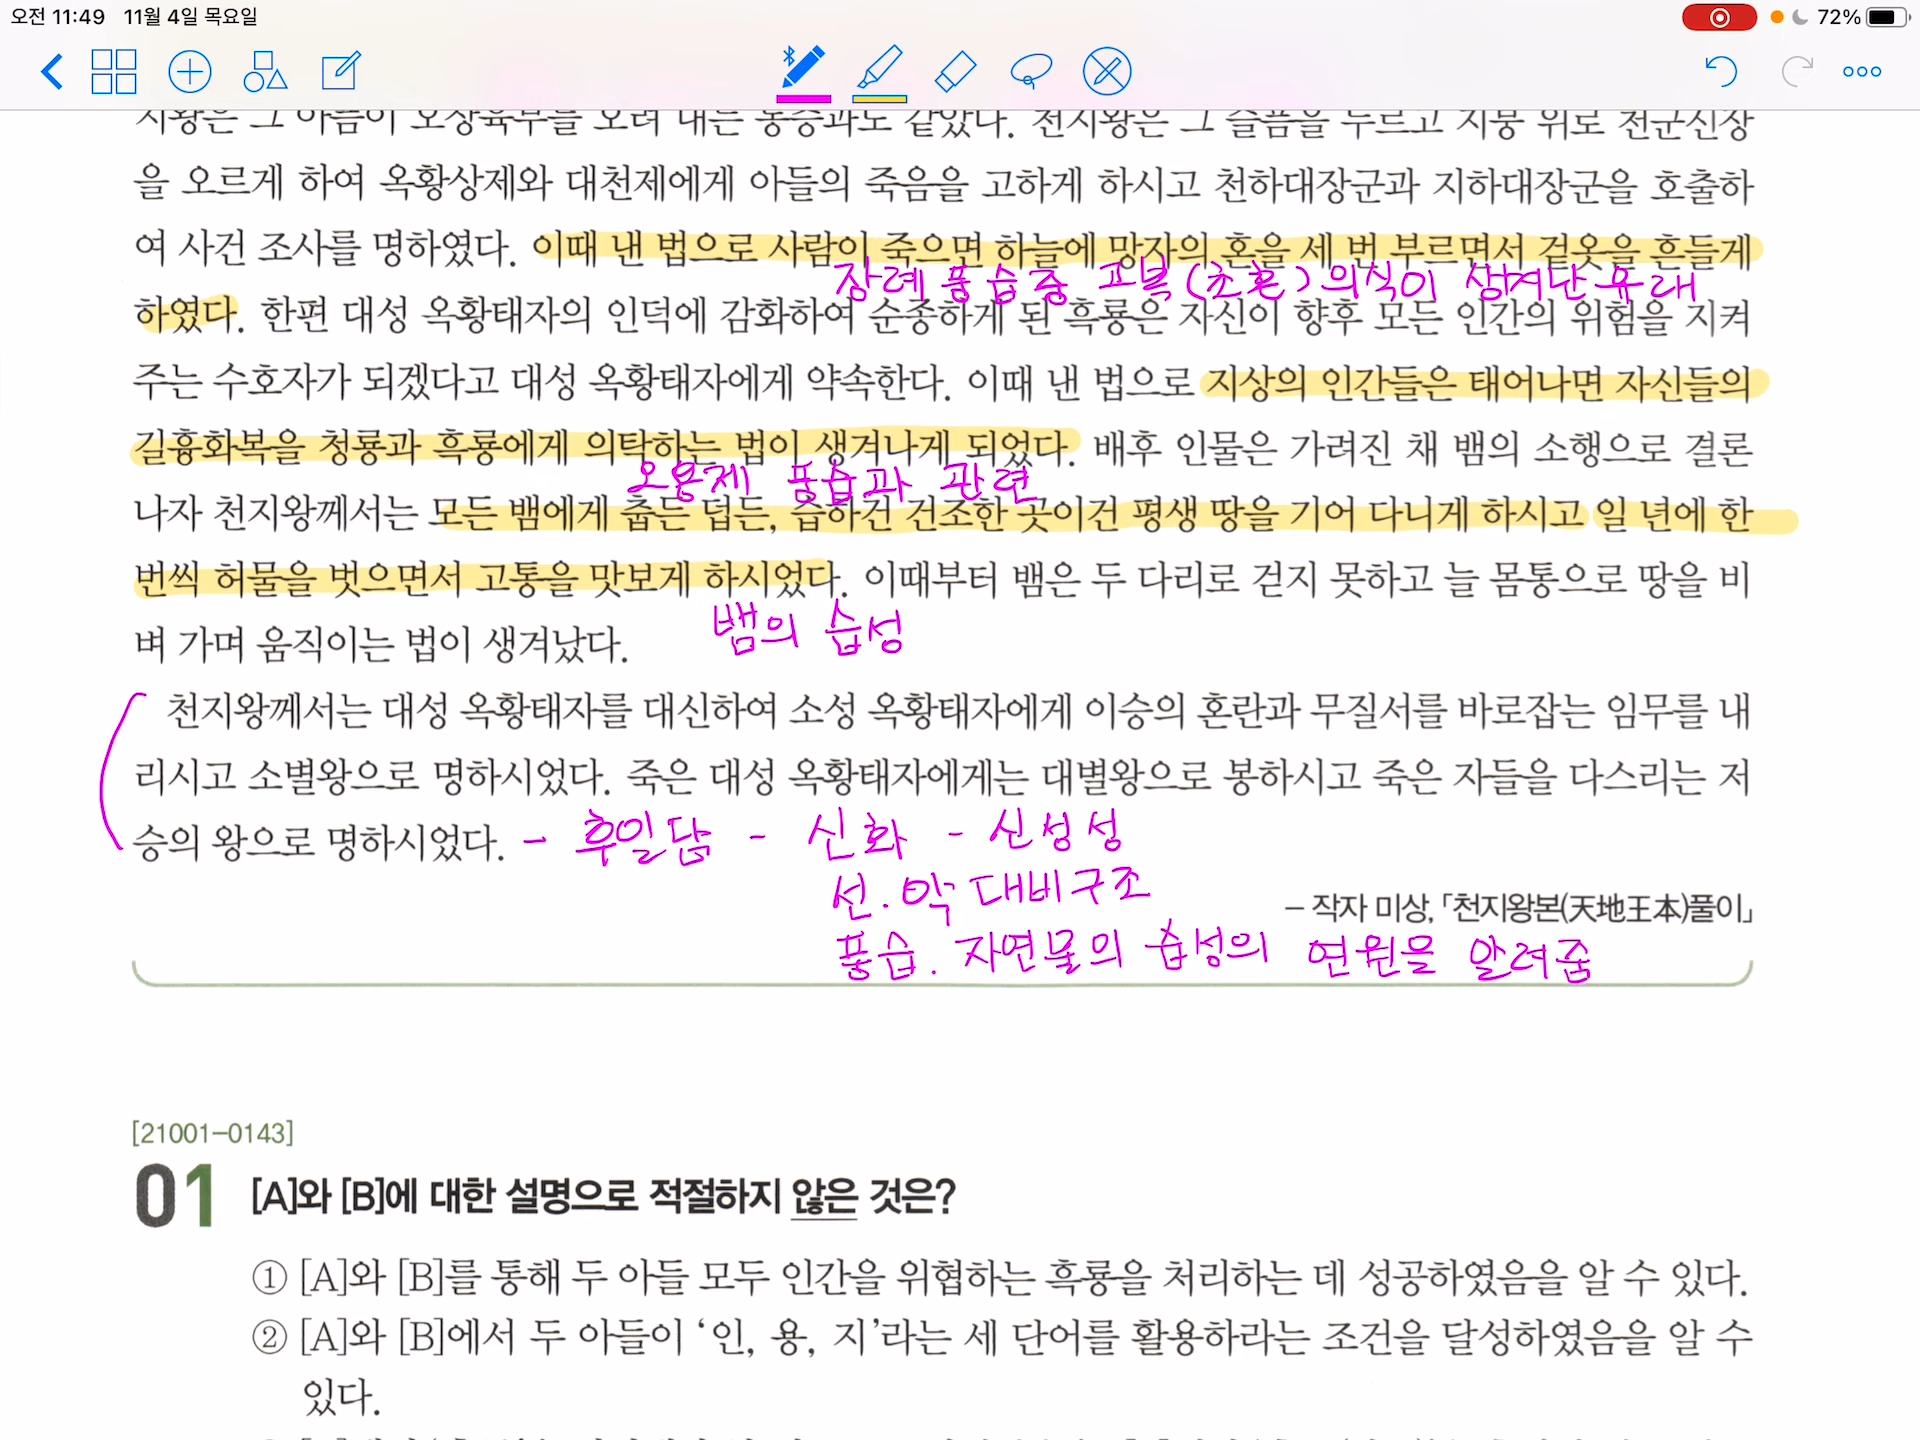 오전 11:49 11월 4일 목요일
72%
지왕은 그 아픔이 오장육부를 오려 내는 통증과도 같았다. 천지왕은 그 슬픔을 누르고 지붕 위로 천군신장
을 오르게 하여 옥황상제와 대천제에게 아들의 죽음을 고하게 하시고 천하대장군과 지하대장군을 호출하
여 사건 조사를 명하였다. 이때 낸 법으로 사람이 죽으면 하늘에 망자의 혼을 세 번 부르면서 겉옷을 흔들게
장례 풍습중 고복(초혼)의식이 생겨난 유래
하였다. 한편 대성 옥황태자의 인덕에 감화하여 순종하게 된 흑룡은 자신이 향후 모든 인간의 위험을 지켜
주는 수호자가 되겠다고 대성 옥황태자에게 약속한다. 이때 낸 법으로 지상의 인간들은 태어나면 자신들의
길흉화복을 청룡과 흑룡에게 의탁하는 법이 생겨나게 되었다. 배후 인물은 가려진 채 뱀의 소행으로 결론
오용제 풍습과 관련
나자 천지왕께서는 모든 뱀에게 춥든 덥든, 습하건 건조한 곳이건 평생 땅을 기어 다니게 하시고 일 년에 한
번씩 허물을 벗으면서 고통을 맛보게 하시었다. 이때부터 뱀은 두 다리로 걷지 못하고 늘 몸통으로 땅을 비
뱀의 습성
벼 가며 움직이는 법이 생겨났다.
천지왕께서는 대성 옥황태자를 대신하여 소성 옥황태자에게 이승의 혼란과 무질서를 바로잡는 임무를 내
리시고 소별왕으로 명하시었다. 죽은 대성 옥황태자에게는 대별왕으로 봉하시고 죽은 자들을 다스리는 저
승의 왕으로 명하시었다. - 후일담 - 신화 - 신성성
선.악 대비구조
– 작자 미상, 「천지왕본(天地王本)풀이」
풍습. 자연물의 습성의 연원을 알려줌
[21001-0143]
01 [A]와 [B]에 대한 설명으로 적절하지 않은 것은?
① [A]와 [B]를 통해 두 아들 모두 인간을 위협하는 흑룡을 처리하는 데 성공하였음을 알 수 있다.
② [A]와 [B]에서 두 아들이 ‘인, 용, 지’라는 세 단어를 활용하라는 조건을 달성하였음을 알 수
있다.